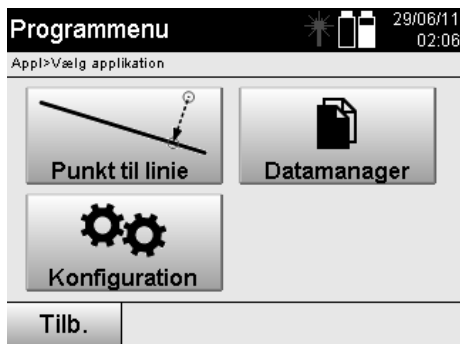 Programmenu
29/06/11
02:06
Appl>Vælg applikation
Punkt til linie
Datamanager
Konfiguration
Tilb.